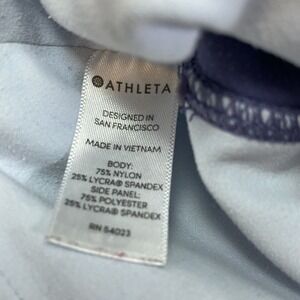 ATHLETA
DESIGNED IN
SAN FRANCISCO
MADE IN VIETNAM
BODY:
75% NYLON
25% LYCRA® SPANDEX
SIDE PANEL:
75% POLYESTER
25% LYCRA® SPANDEX
RN 54023